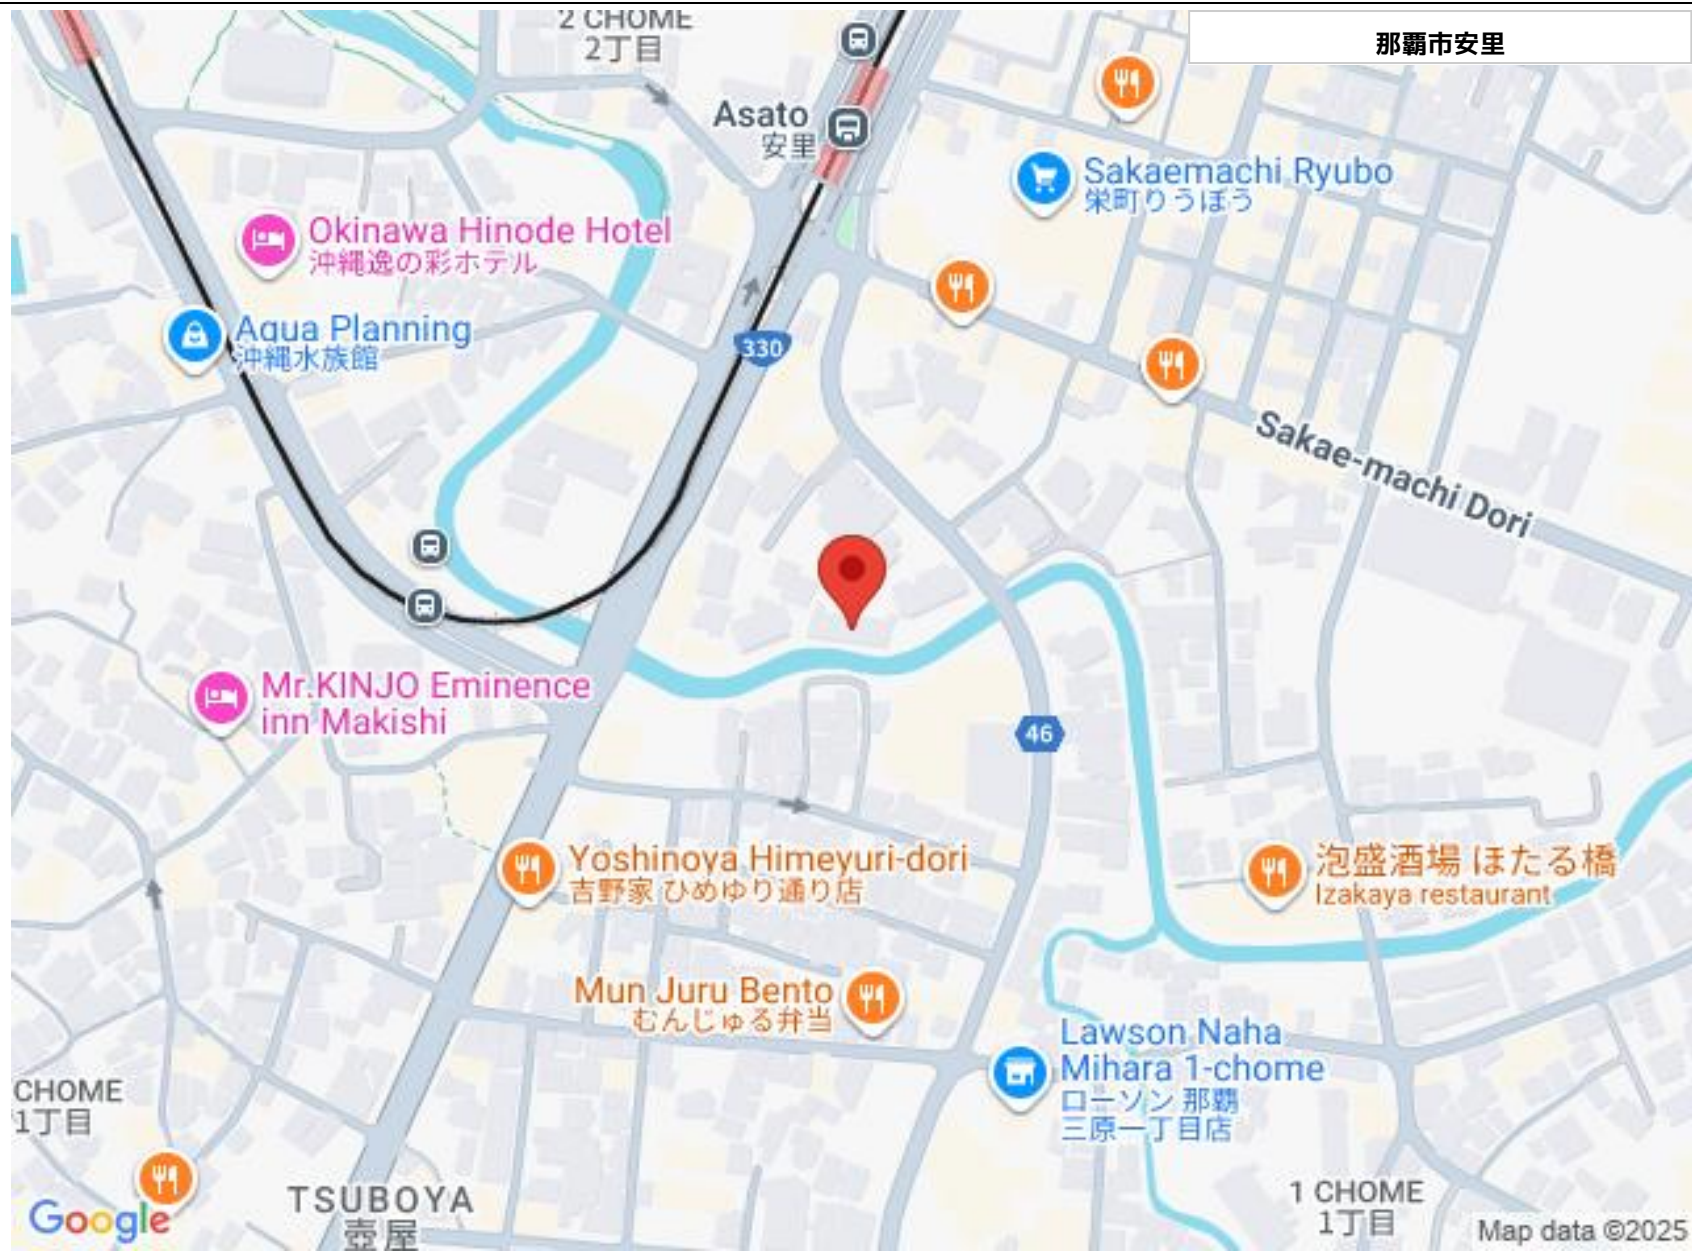 2 CHOME
2丁目
那覇市安里
Asato
安里
Sakaemachi Ryubo
栄町りうぼう
Okinawa Hinode Hotel
沖縄逸の彩ホテル
Aqua Planning
沖縄水族館
330
Sakae-machi Dori
Mr.KINJO Eminence
inn Makishi
46
Yoshinoya Himeyuri-dori
吉野家 ひめゆり通り店
泡盛酒場 ほたる橋
Izakaya restaurant
Mun Juru Bento
むんじゅる弁当
Lawson Naha
Mihara 1-chome
ローソン 那覇
三原一丁目店
CHOME
1丁目
TSUBOYA
壺屋
1 CHOME
1丁目
Google
Map data ©2025